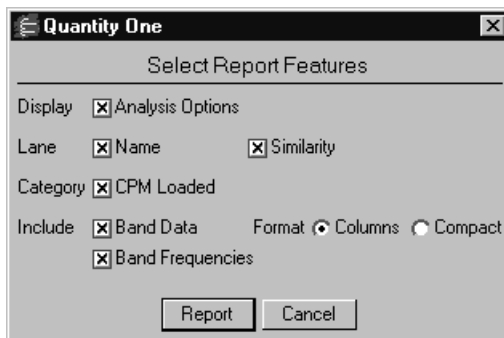 Quantity One
Select Report Features
Display Analysis Options
Lane Name Similarity
Category CPM Loaded
Include Band Data Format Columns Compact
Band Frequencies
Report Cancel